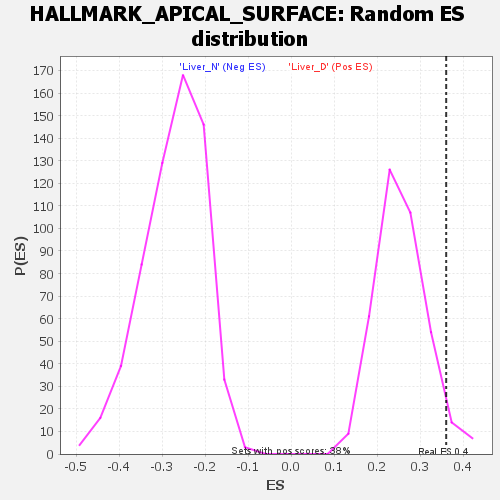 HALLMARK_APICAL_SURFACE: Random ES
distribution
'Liver_N' (Neg ES) 'Liver_D' (Pos ES)
170
160
150
140
130
120
110
100
90
80
70
60
50
40
30
20
10
0
P(ES)
Sets with pos scores: 38%
Real ES 0.4
-0.5 -0.4 -0.3 -0.2 -0.1 0.0 0.1 0.2 0.3 0.4
ES